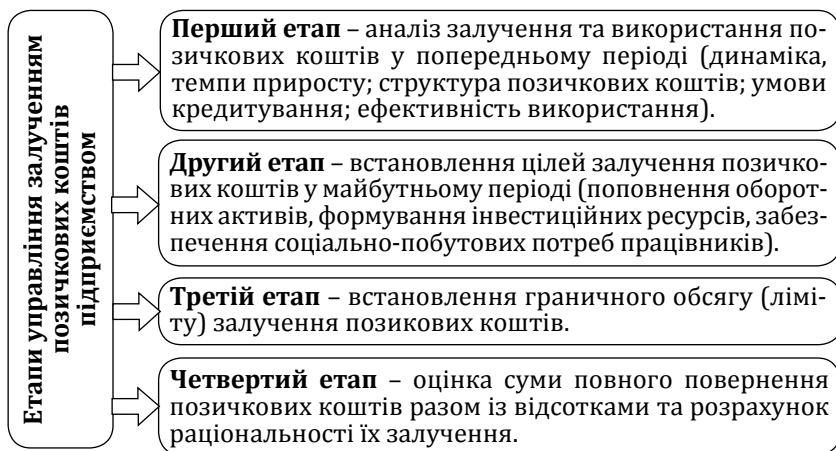 Етапи управління залученням
позичкових коштів
підприємством
Перший етап – аналіз залучення та використання по-
зичкових коштів у попередньому періоді (динаміка,
темпи приросту; структура позичкових коштів; умови
кредитування; ефективність використання).
Другий етап – встановлення цілей залучення позичко-
вих коштів у майбутньому періоді (поповнення оборот-
них активів, формування інвестиційних ресурсів, забез-
печення соціально-побутових потреб працівників).
Третій етап – встановлення граничного обсягу (лімі-
ту) залучення позикових коштів.
Четвертий етап – оцінка суми повного повернення
позичкових коштів разом із відсотками та розрахунок
раціональності їх залучення.